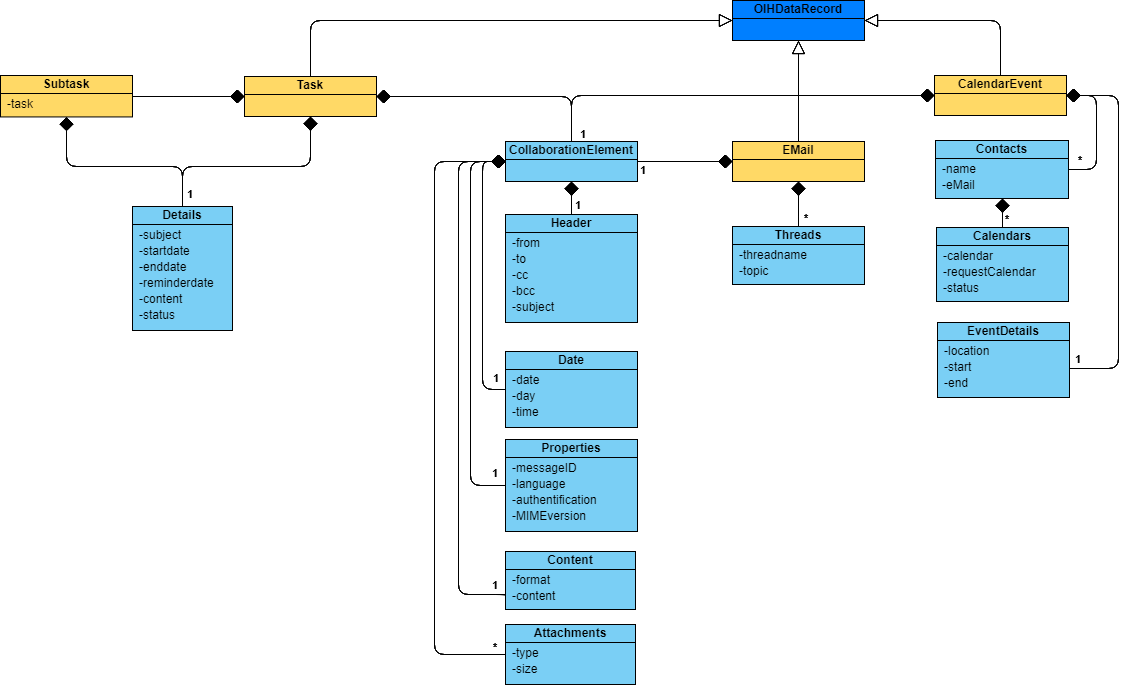 OIHDataRecord
Subtask
-task
Task
CalendarEvent
1
CollaborationElement
1
EMail
Contacts
-name
-eMail
*
1
Details
-subject
-startdate
-enddate
-reminderdate
-content
-status
1
Header
-from
-to
-cc
-bcc
-subject
*
Threads
-threadname
-topic
*
Calendars
-calendar
-requestCalendar
-status
EventDetails
-location
-start
-end
1
Date
-date
-day
-time
1
Properties
-messageID
-language
-authentification
-MIMEversion
1
Content
-format
-content
1
Attachments
-type
-size
*